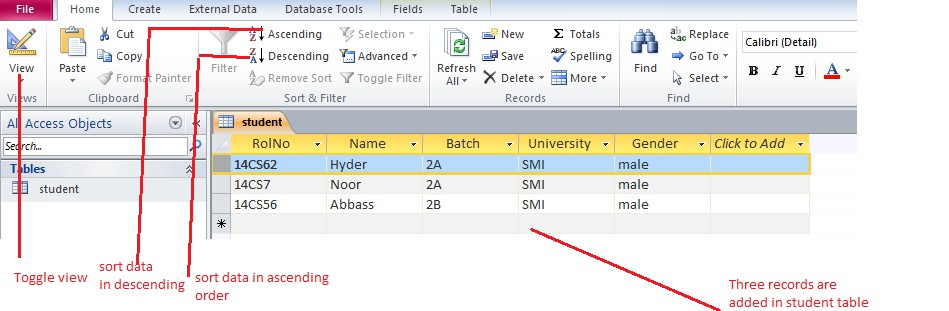 File Home Create External Data Database Tools Fields Table
View
Paste
Cut
Copy
Format Painter
Filter
Ascending
Descending
Remove Sort
Selection
Advanced
Toggle Filter
Refresh
All
New
Save
Delete
Totals
Spelling
More
Find
Replace
Go To
Select
Calibri (Detail)
B I U
Views Clipboard Sort & Filter Records Find
All Access Objects
Search...
Tables
student
student
RolNo Name Batch University Gender Click to Add
14CS62 Hyder 2A SMI male
14CS7 Noor 2A SMI male
14CS56 Abbass 2B SMI male
Toggle view
sort data
in descending
sort data in ascending
order
Three records are
added in student table